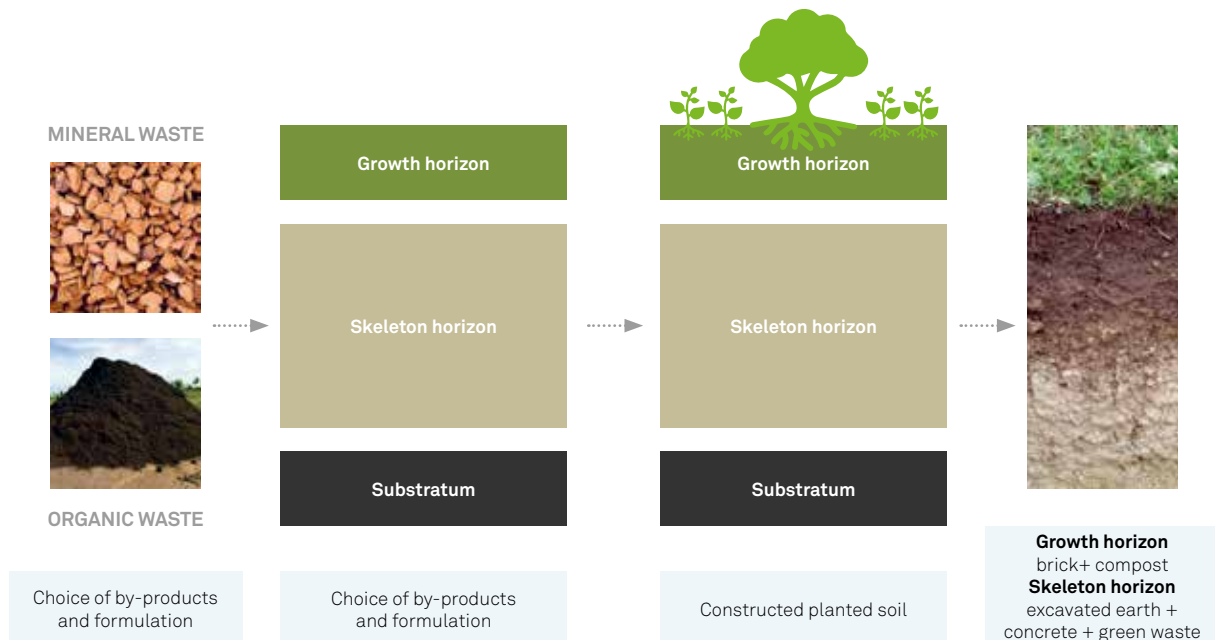 MINERAL WASTE
ORGANIC WASTE
Choice of by-products
and formulation
Growth horizon
Skeleton horizon
Substratum
Choice of by-products
and formulation
Growth horizon
Skeleton horizon
Substratum
Constructed planted soil
Growth horizon
brick+ compost
Skeleton horizon
excavated earth +
concrete + green waste